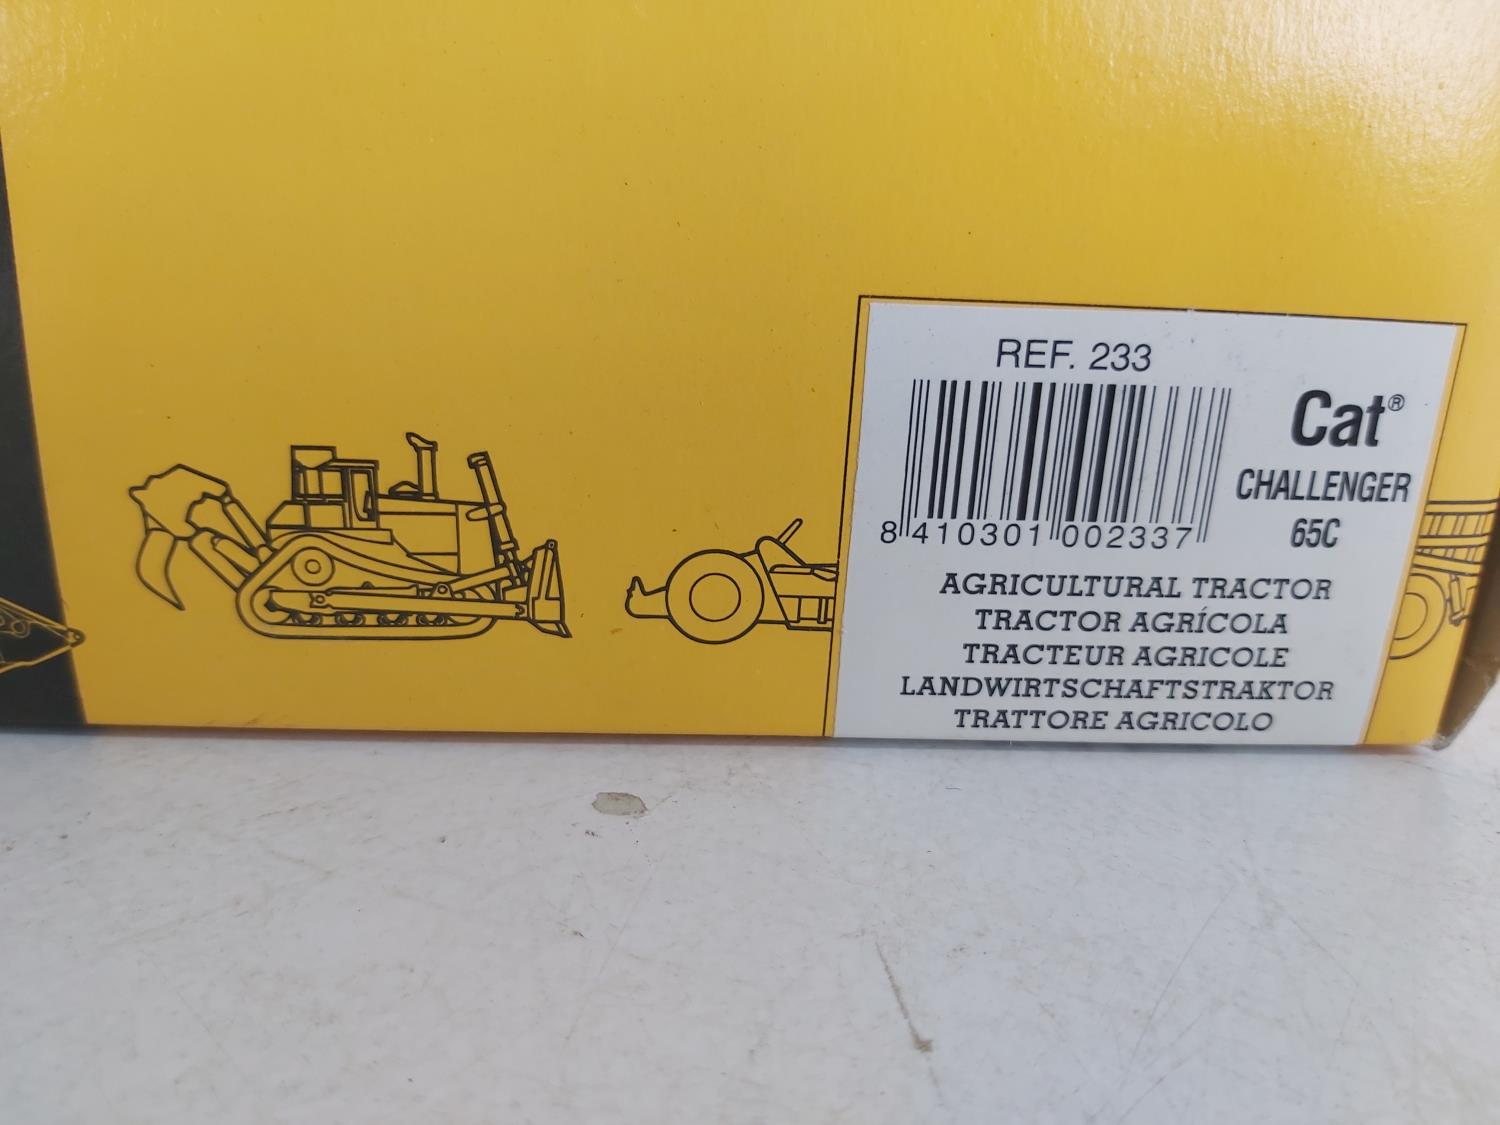 REF. 233
8 410301 002337
Cat®
CHALLENGER
65C
AGRICULTURAL TRACTOR
TRACTOR AGRÍCOLA
TRACTEUR AGRICOLE
LANDWIRTSCHAFTSTRAKTOR
TRATTORE AGRICOLO